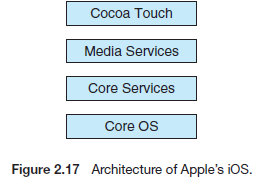 Cocoa Touch
Media Services
Core Services
Core OS
Figure 2.17 Architecture of Apple's iOS.